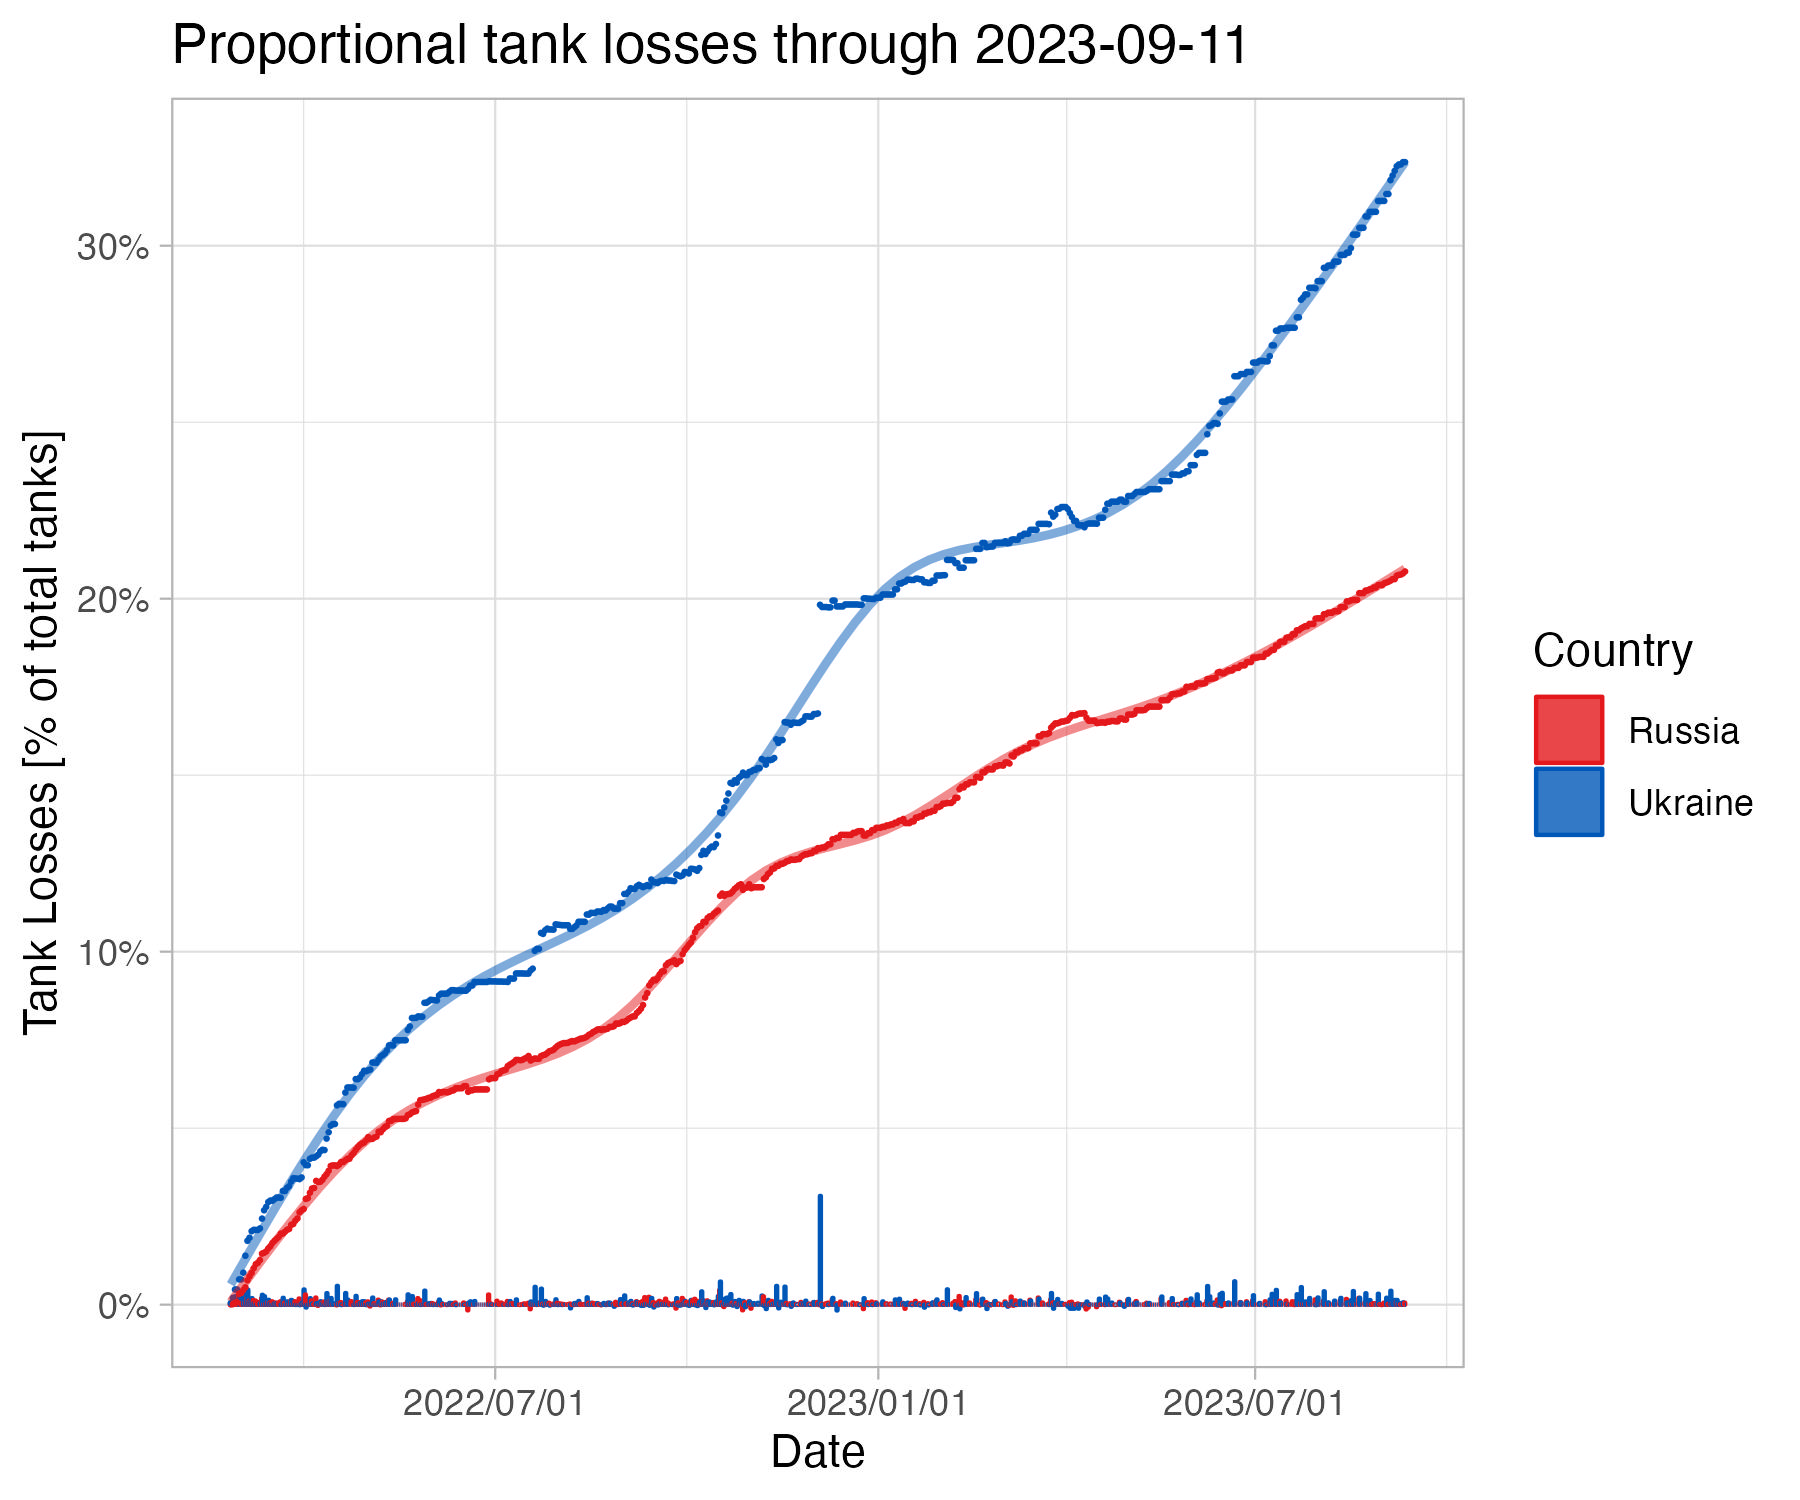 Proportional tank losses through 2023-09-11
Tank Losses [% of total tanks]
30%
20%
10%
0%
2022/07/01
2023/01/01
2023/07/01
Date
Country
Russia
Ukraine